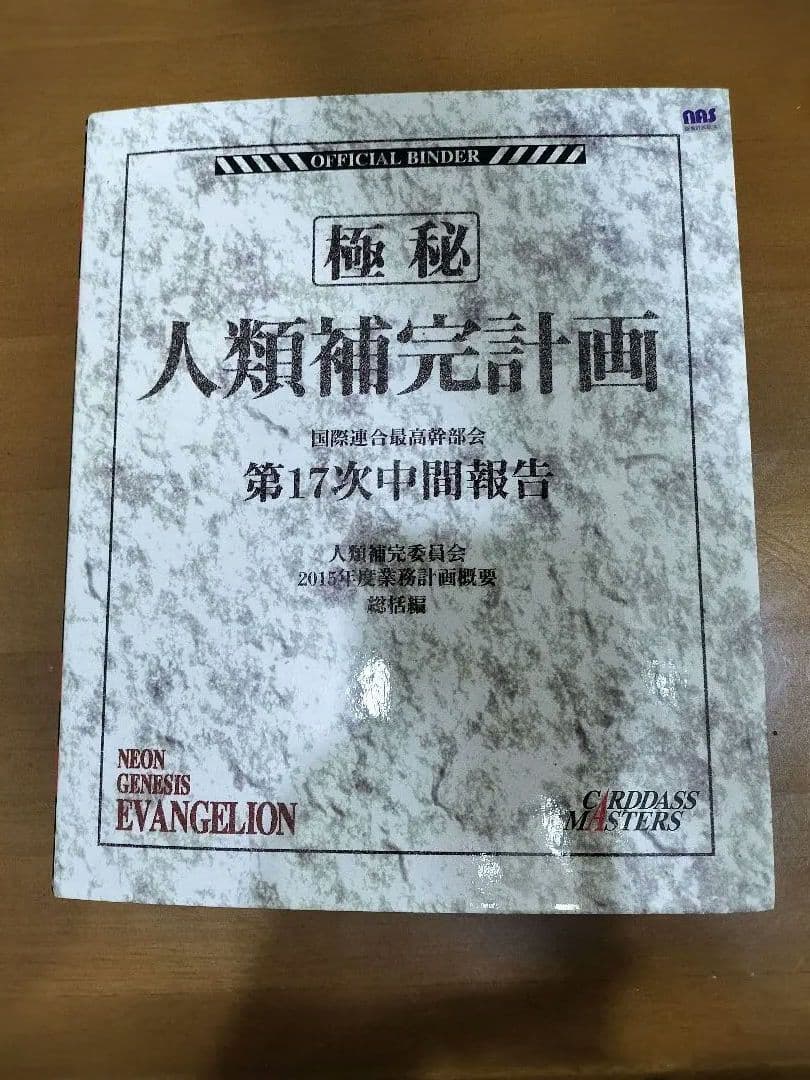 NAS
OFFICIAL BINDER
極秘
人類補完計画
国際連合最高幹部会
第17次中間報告
人類補完委員会
2015年度業務計画概要
総括編
NEON
GENESIS
EVANGELION
CARDDASS
MASTERS